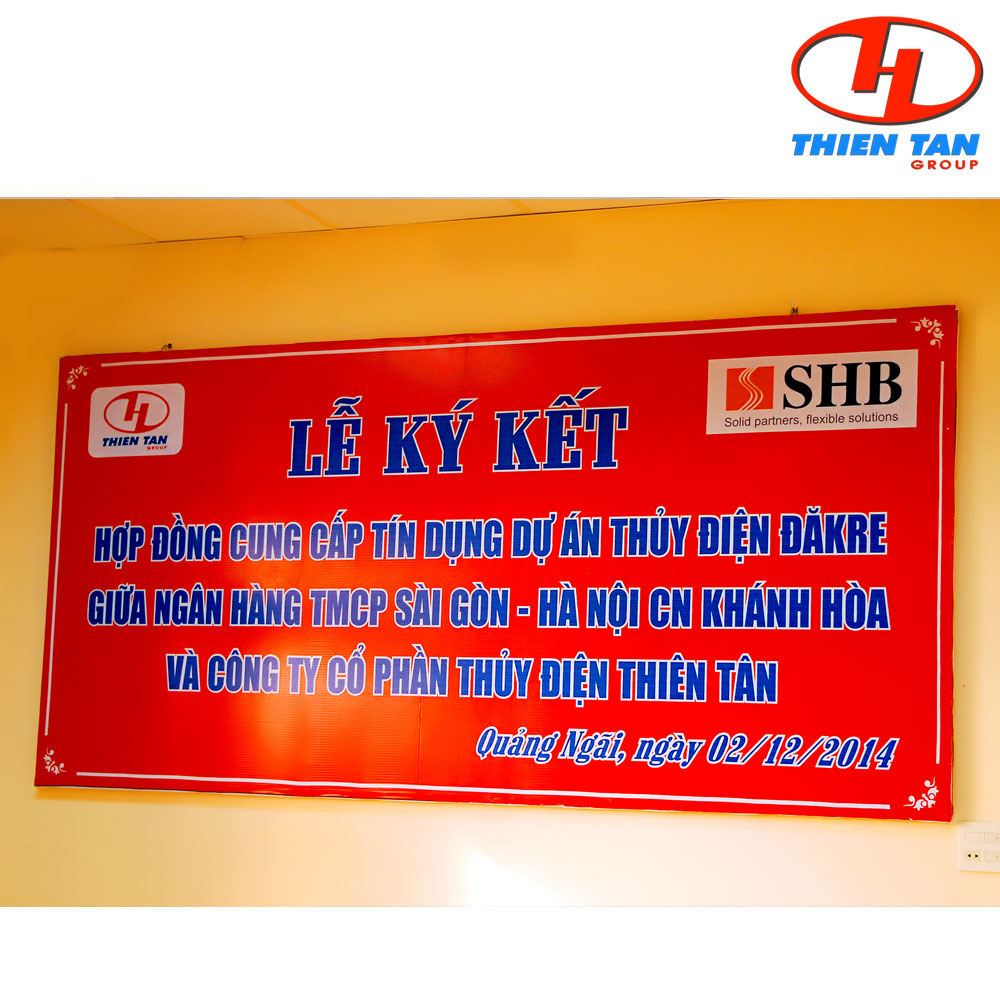 THIEN TAN
GROUP
THIEN TAN
GROUP
SHB
Solid partners, flexible solutions
LỄ KÝ KẾT
HỢP ĐỒNG CUNG CẤP TÍN DỤNG DỰ ÁN THỦY ĐIỆN ĐĂKRE
GIỮA NGÂN HÀNG TMCP SÀI GÒN - HÀ NỘI CN KHÁNH HÒA
VÀ CÔNG TY CỔ PHẦN THỦY ĐIỆN THIÊN TÂN
Quảng Ngãi, ngày 02/12/2014